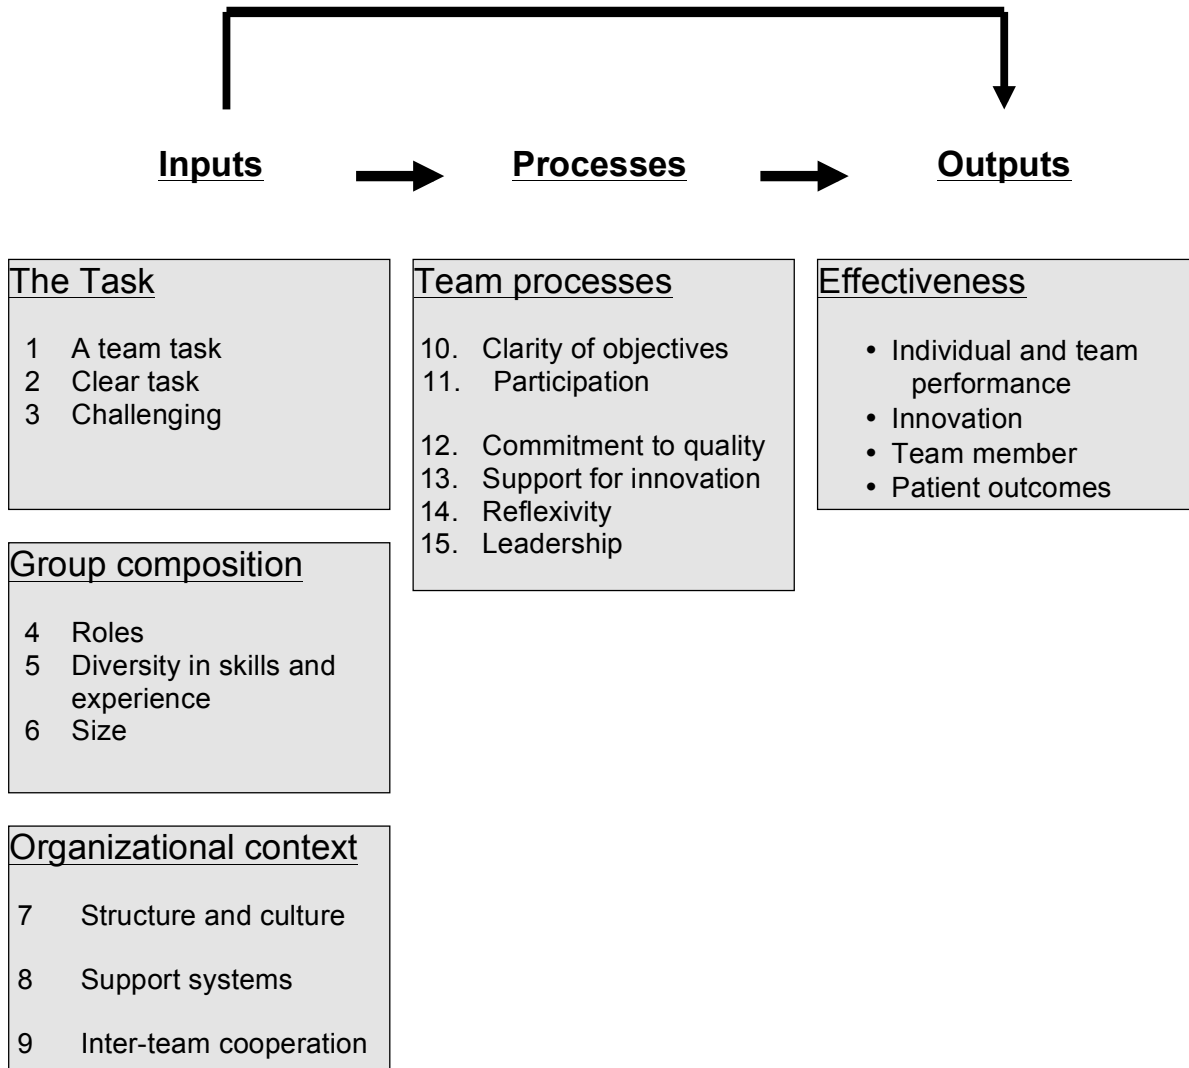 Inputs
Processes
Outputs
The Task
1 A team task
2 Clear task
3 Challenging
Group composition
4 Roles
5 Diversity in skills and
experience
6 Size
Organizational context
7 Structure and culture
8 Support systems
9 Inter-team cooperation
Team processes
10. Clarity of objectives
11. Participation
12. Commitment to quality
13. Support for innovation
14. Reflexivity
15. Leadership
Effectiveness
• Individual and team
performance
• Innovation
• Team member
• Patient outcomes